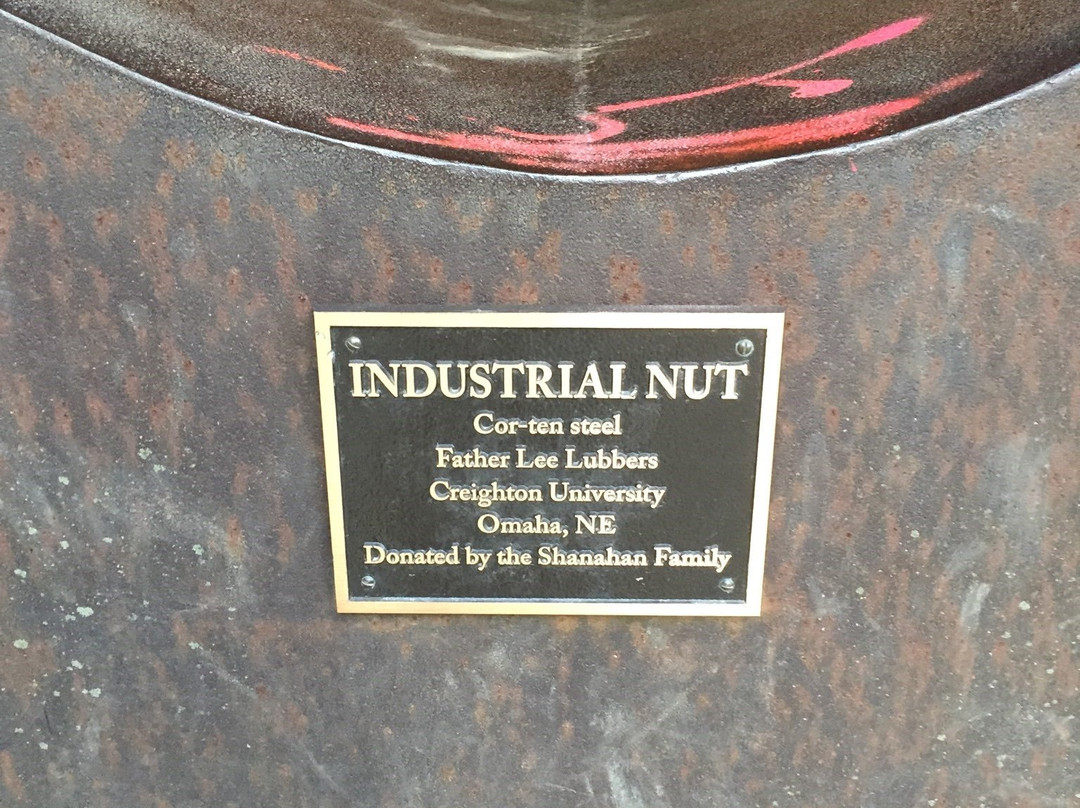 INDUSTRIAL NUT
Cor-ten steel
Father Lee Lubbers
Creighton University
Omaha, NE
Donated by the Shanahan Family